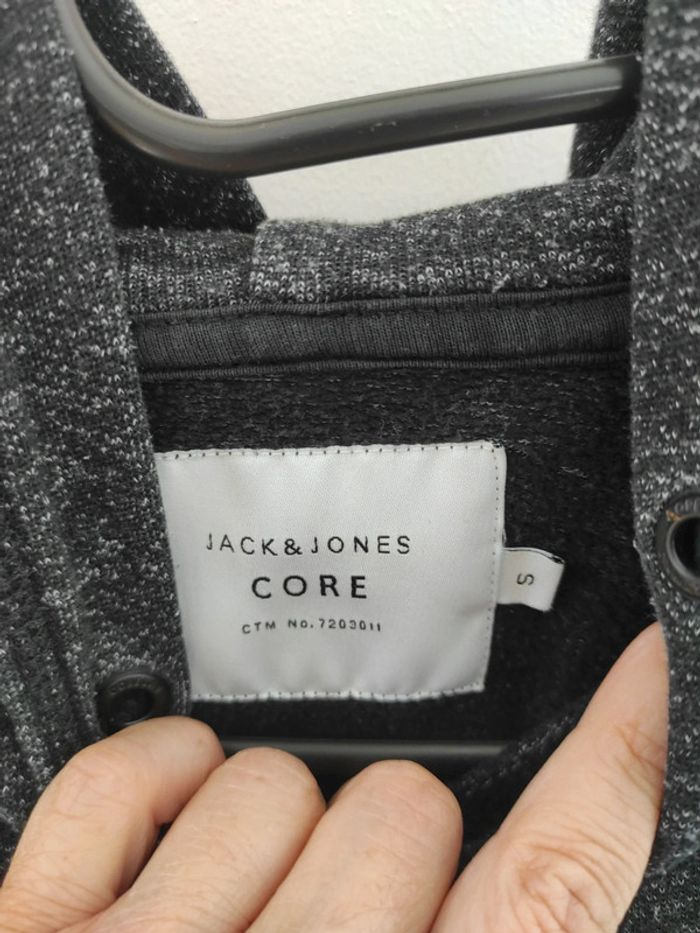 JACK&JONES
CORE
CTM No. 7203011
S